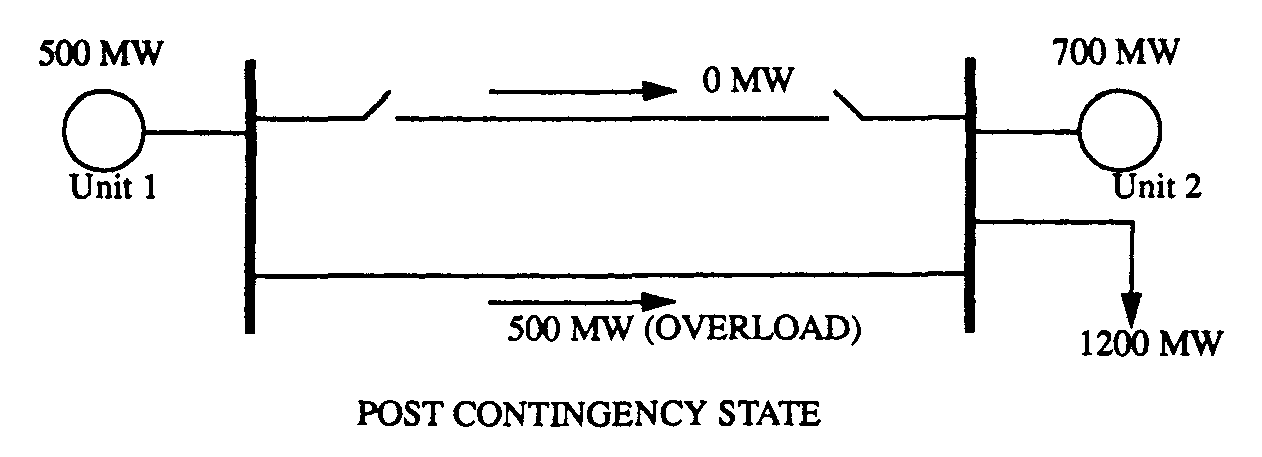 500 MW
700 MW
0 MW
Unit 1
Unit 2
500 MW (OVERLOAD)
1200 MW
POST CONTINGENCY STATE